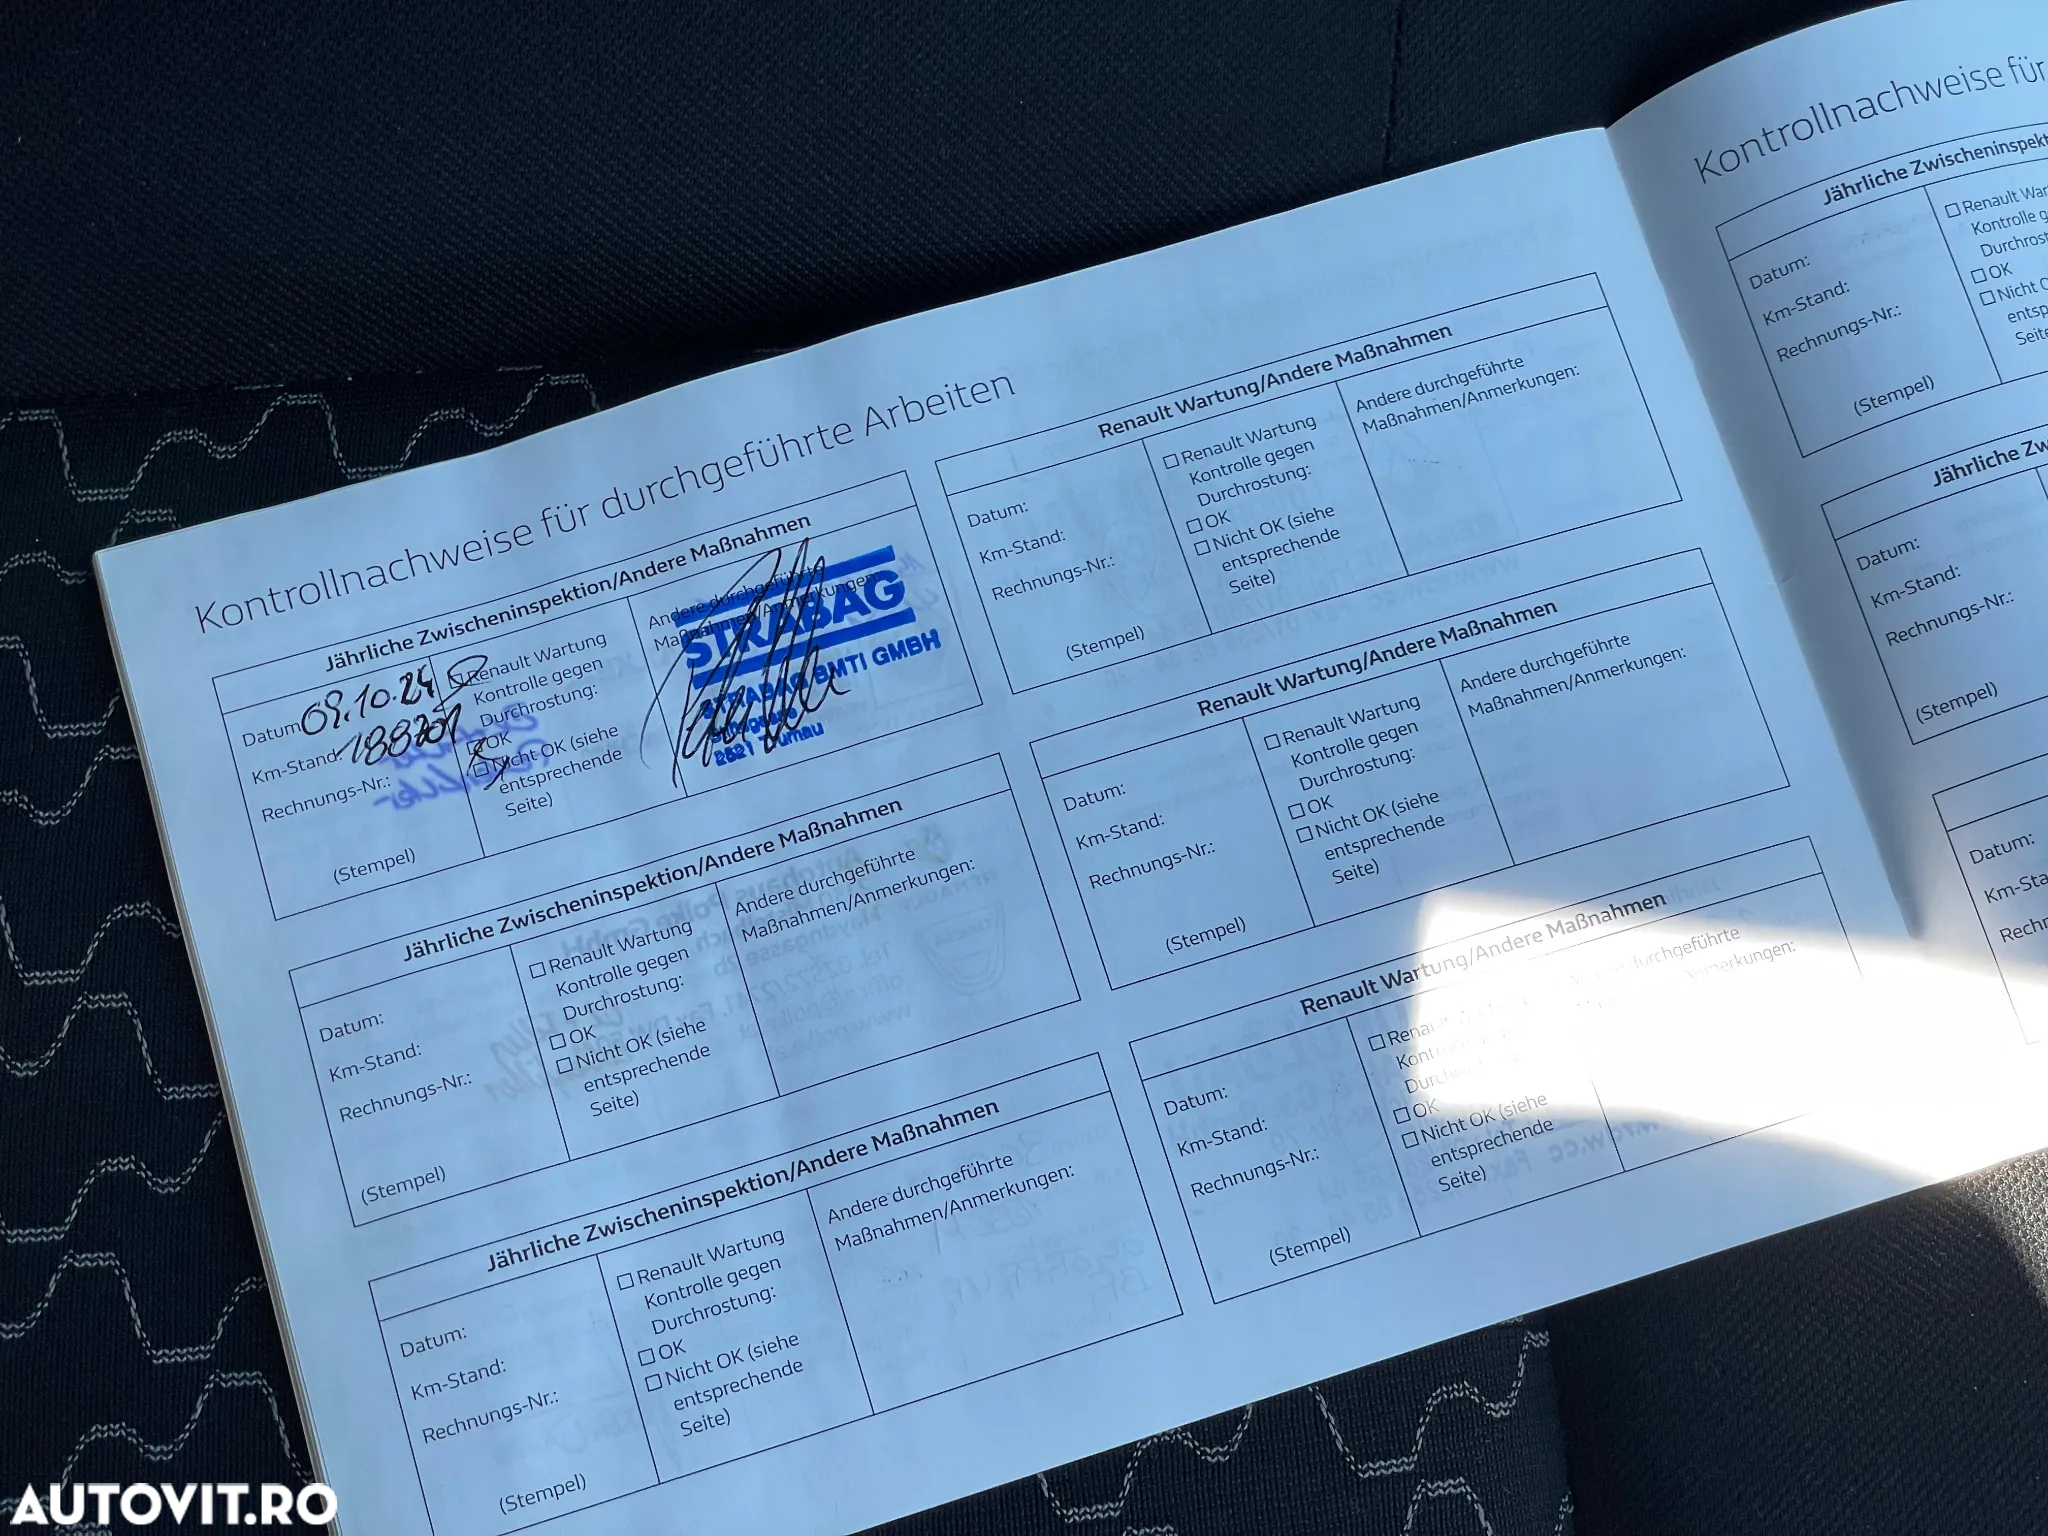 Kontrollnachweise für durchgeführte Arbeiten
Jährliche Zwischeninspektion/Andere Maßnahmen
Datum: 09.10.24
Km-Stand:
Rechnungs-Nr.:
(Stempel)
Renault Wartung
Kontrolle gegen
Durchrostung:
OK
Nicht OK (siehe
entsprechende
Seite)
Andere durchgeführte
Maßnahmen/Anmerkungen:
STRABAG
STRABAG BMTI GMBH
2521 Trumau
Jährliche Zwischeninspektion/Andere Maßnahmen
Datum:
Km-Stand:
Rechnungs-Nr.:
(Stempel)
Renault Wartung
Kontrolle gegen
Durchrostung:
OK
Nicht OK (siehe
entsprechende
Seite)
Andere durchgeführte
Maßnahmen/Anmerkungen:
Jährliche Zwischeninspektion/Andere Maßnahmen
Datum:
Km-Stand:
Rechnungs-Nr.:
(Stempel)
Renault Wartung
Kontrolle gegen
Durchrostung:
OK
Nicht OK (siehe
entsprechende
Seite)
Andere durchgeführte
Maßnahmen/Anmerkungen:
Renault Wartung/Andere Maßnahmen
Datum:
Km-Stand:
Rechnungs-Nr.:
(Stempel)
Renault Wartung
Kontrolle gegen
Durchrostung:
OK
Nicht OK (siehe
entsprechende
Seite)
Andere durchgeführte
Maßnahmen/Anmerkungen:
Renault Wartung/Andere Maßnahmen
Datum:
Km-Stand:
Rechnungs-Nr.:
(Stempel)
Renault Wartung
Kontrolle gegen
Durchrostung:
OK
Nicht OK (siehe
entsprechende
Seite)
Andere durchgeführte
Maßnahmen/Anmerkungen:
Renault Wartung/Andere Maßnahmen
Datum:
Km-Stand:
Rechnungs-Nr.:
(Stempel)
OK
Nicht OK (siehe
entsprechende
Seite)
durchgeführte
Anmerkungen:
Kontrollnachweise für
Jährliche
Datum:
Km-Stand:
Rechnungs-Nr.:
(Stempel)
Renault
Kontrolle
OK
Nicht
Jährliche
Datum:
Km-Stand:
Rechnungs-Nr.:
(Stempel)
Datum:
AUTOVIT.RO